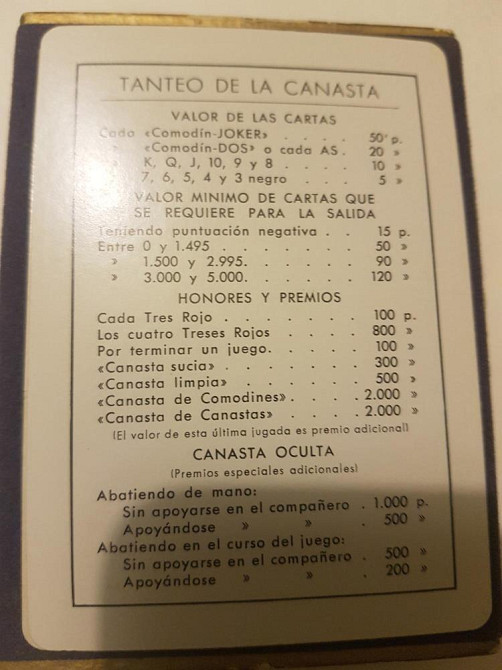 TANTEO DE LA CANASTA
VALOR DE LAS CARTAS
Cada «Comodín-JOKER» . . . . 50 p.
» «Comodín-DOS» o cada AS . 20 »
» K, Q, J, 10, 9 y 8 . . . . 10 »
» 7, 6, 5, 4 y 3 negro . . . 5 »
VALOR MINIMO DE CARTAS QUE
SE REQUIERE PARA LA SALIDA
Teniendo puntuación negativa . . 15 p.
Entre 0 y 1.495 . . . . . . . 50 »
» 1.500 y 2.995. . . . . . 90 »
» 3.000 y 5.000. . . . . . 120 »
HONORES Y PREMIOS
Cada Tres Rojo . . . . . . . 100 p.
Los cuatro Treses Rojos . . . . 800 »
Por terminar un juego. . . . . 100 »
«Canasta sucia» . . . . . . . 300 »
«Canasta limpia» . . . . . . 500 »
«Canasta de Comodines» . . . . 2.000 »
«Canasta de Canastas» . . . . 2.000 »
(El valor de esta última jugada es premio adicional)
CANASTA OCULTA
(Premios especiales adicionales)
Abatiendo de mano:
Sin apoyarse en el compañero . 1.000 p.
Apoyándose » » . 500 »
Abatiendo en el curso del juego:
Sin apoyarse en el compañero . 500 »
Apoyándose » » . 200 »